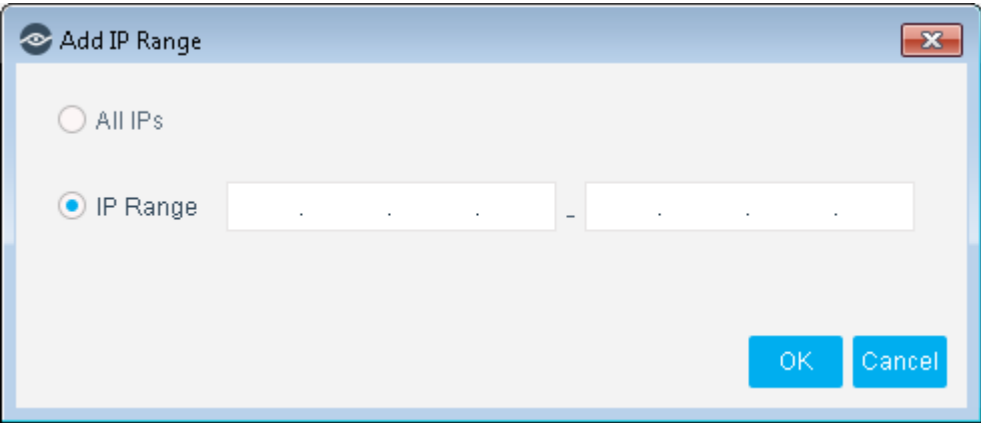 Add IP Range
All IPs
IP Range . . . - . . .
OK Cancel